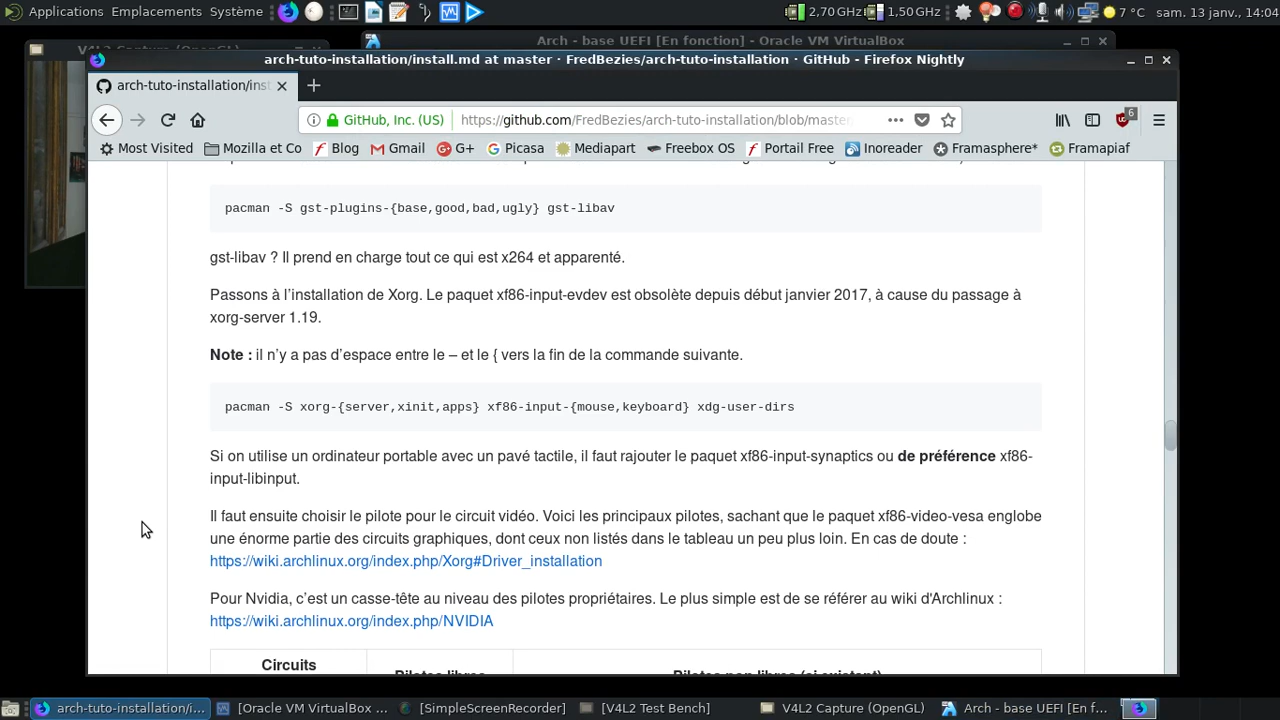 Applications Emplacements Système 2,70 GHz 1,50 GHz 7 °C sam. 13 janv., 14:04
V4L2 Capture (OpenGL)
Arch - base UEFI [En fonction] - Oracle VM VirtualBox
arch-tuto-installation/install.md at master · FredBezies/arch-tuto-installation · GitHub - Firefox Nightly
arch-tuto-installation/inst
GitHub, Inc. (US) https://github.com/FredBezies/arch-tuto-installation/blob/master 6
Most Visited Mozilla et Co Blog Gmail G+ Picasa Mediapart Freebox OS Portail Free Inoreader Framasphere* Framapiaf
pacman -S gst-plugins-{base,good,bad,ugly} gst-libav
gst-libav ? Il prend en charge tout ce qui est x264 et apparenté.
Passons à l’installation de Xorg. Le paquet xf86-input-evdev est obsolète depuis début janvier 2017, à cause du passage à
xorg-server 1.19.
Note : il n’y a pas d’espace entre le – et le { vers la fin de la commande suivante.
pacman -S xorg-{server,xinit,apps} xf86-input-{mouse,keyboard} xdg-user-dirs
Si on utilise un ordinateur portable avec un pavé tactile, il faut rajouter le paquet xf86-input-synaptics ou de préférence xf86-
input-libinput.
Il faut ensuite choisir le pilote pour le circuit vidéo. Voici les principaux pilotes, sachant que le paquet xf86-video-vesa englobe
une énorme partie des circuits graphiques, dont ceux non listés dans le tableau un peu plus loin. En cas de doute :
https://wiki.archlinux.org/index.php/Xorg#Driver_installation
Pour Nvidia, c’est un casse-tête au niveau des pilotes propriétaires. Le plus simple est de se référer au wiki d'Archlinux :
https://wiki.archlinux.org/index.php/NVIDIA
Circuits
Pilotes libres Pilotes non libres (si existant)
arch-tuto-installation/i... [Oracle VM VirtualBox ... [SimpleScreenRecorder] [V4L2 Test Bench] V4L2 Capture (OpenGL) Arch - base UEFI [En f...